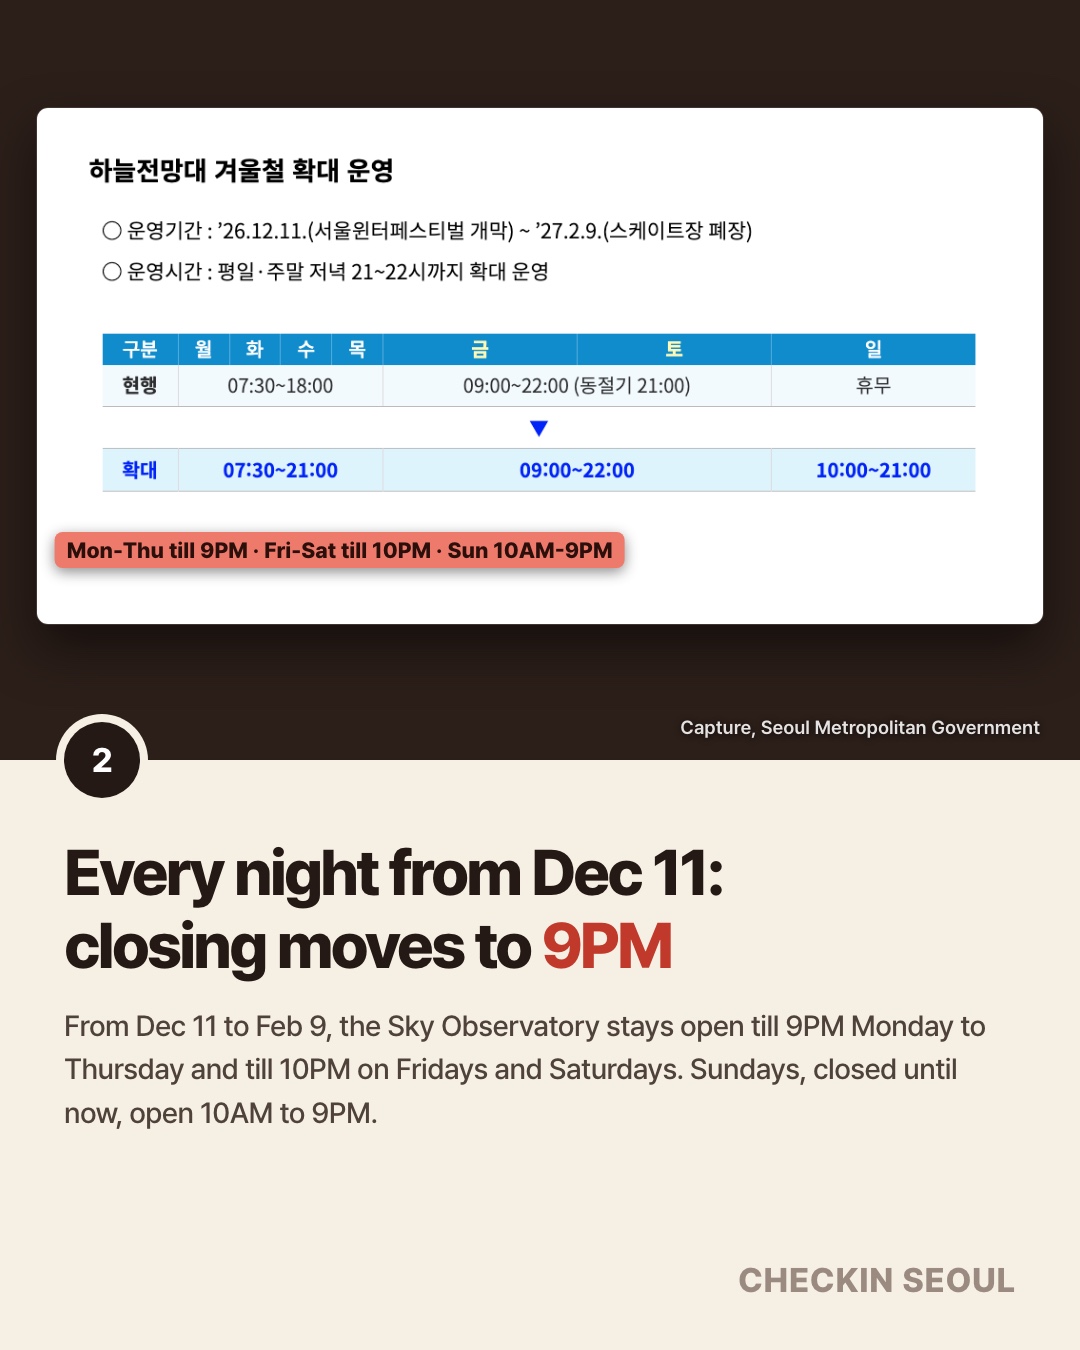 하늘전망대 겨울철 확대 운영
○ 운영기간 : ’26.12.11.(서울윈터페스티벌 개막) ~ ’27.2.9.(스케이트장 폐장)
○ 운영시간 : 평일·주말 저녁 21~22시까지 확대 운영
구분 월 화 수 목 금 토 일
현행 07:30~18:00 09:00~22:00 (동절기 21:00) 휴무
▼
확대 07:30~21:00 09:00~22:00 10:00~21:00
Mon-Thu till 9PM · Fri-Sat till 10PM · Sun 10AM-9PM
Capture, Seoul Metropolitan Government
2
Every night from Dec 11:
closing moves to 9PM
From Dec 11 to Feb 9, the Sky Observatory stays open till 9PM Monday to
Thursday and till 10PM on Fridays and Saturdays. Sundays, closed until
now, open 10AM to 9PM.
CHECKIN SEOUL